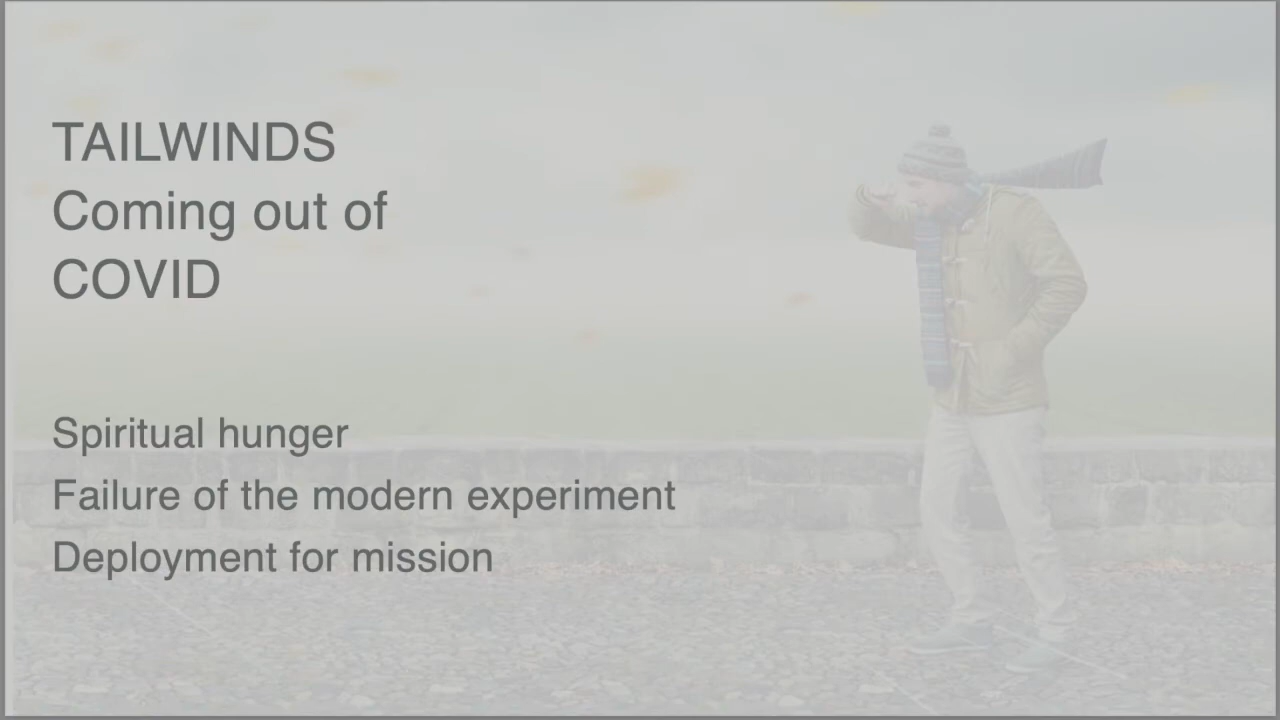 TAILWINDS
Coming out of
COVID
Spiritual hunger
Failure of the modern experiment
Deployment for mission